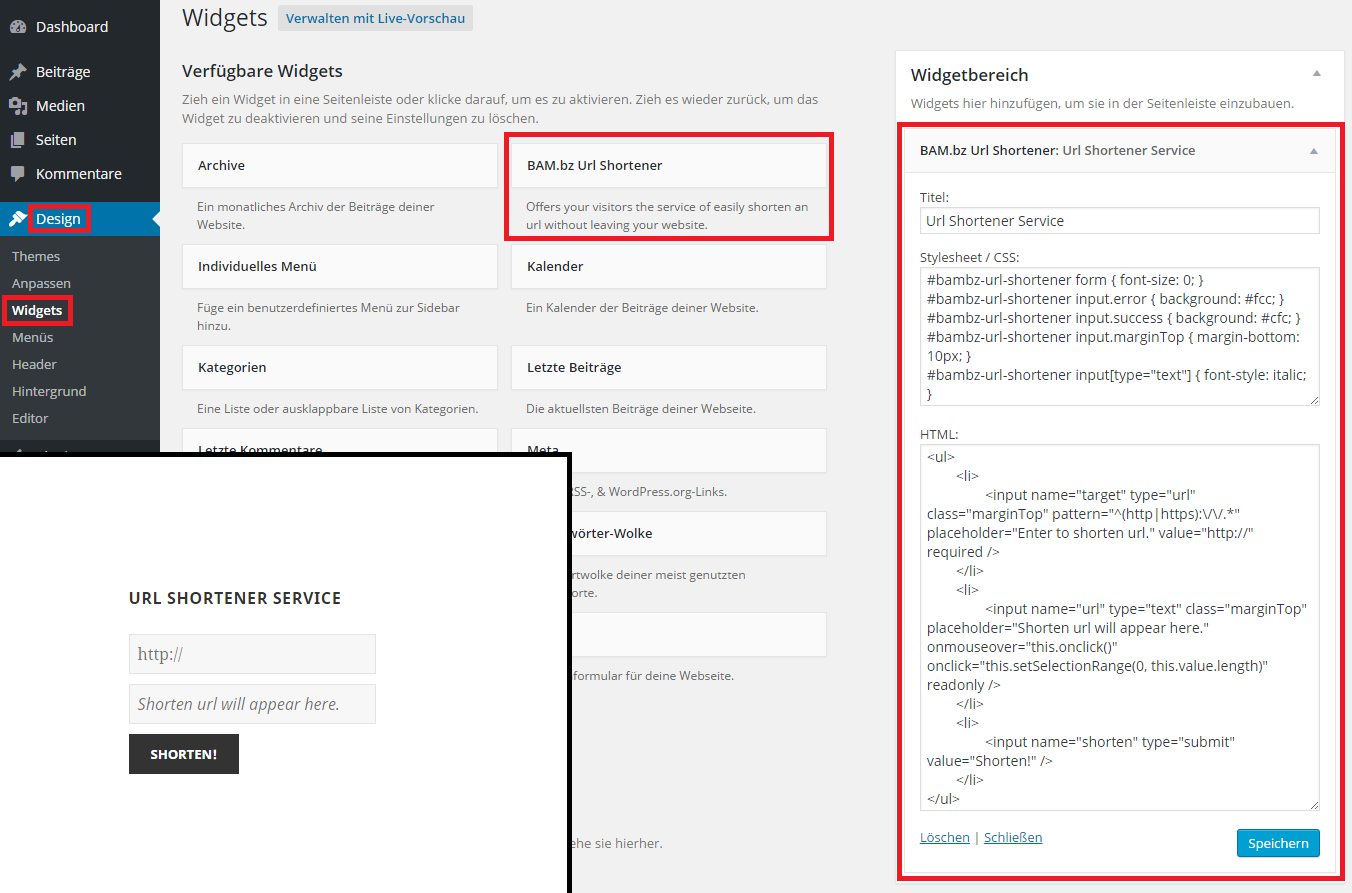 Dashboard
Beiträge
Medien
Seiten
Kommentare
Design
Themes
Anpassen
Widgets
Menüs
Header
Hintergrund
Editor
Widgets
Verwalten mit Live-Vorschau
Verfügbare Widgets
Zieh ein Widget in eine Seitenleiste oder klicke darauf, um es zu aktivieren. Zieh es wieder zurück, um das
Widget zu deaktivieren und seine Einstellungen zu löschen.
Archive
Ein monatliches Archiv der Beiträge deiner
Website.
BAM.bz Url Shortener
Offers your visitors the service of easily shorten an
url without leaving your website.
Individuelles Menü
Füge ein benutzerdefiniertes Menü zur Sidebar
hinzu.
Kalender
Ein Kalender der Beiträge deiner Website.
Kategorien
Eine Liste oder ausklappbare Liste von Kategorien.
Letzte Beiträge
Die aktuellsten Beiträge deiner Webseite.
Letzte Kommentare
Meta
RSS-, & WordPress.org-Links.
wörter-Wolke
rtwolke deiner meist genutzten
orte.
formular für deine Webseite.
ehe sie hierher.
URL SHORTENER SERVICE
http://
Shorten url will appear here.
SHORTEN!
Widgetbereich
Widgets hier hinzufügen, um sie in der Seitenleiste einzubauen.
BAM.bz Url Shortener: Url Shortener Service
Titel:
Url Shortener Service
Stylesheet / CSS:
#bambz-url-shortener form { font-size: 0; }
#bambz-url-shortener input.error { background: #fcc; }
#bambz-url-shortener input.success { background: #cfc; }
#bambz-url-shortener input.marginTop { margin-bottom:
10px; }
#bambz-url-shortener input[type="text"] { font-style: italic;
}
HTML:
<ul>
<li>
<input name="target" type="url"
class="marginTop" pattern="^(http|https):\/\/.*"
placeholder="Enter to shorten url." value="http://"
required />
</li>
<li>
<input name="url" type="text" class="marginTop"
placeholder="Shorten url will appear here."
onmouseover="this.onclick()"
onclick="this.setSelectionRange(0, this.value.length)"
readonly />
</li>
<li>
<input name="shorten" type="submit"
value="Shorten!" />
</li>
</ul>
Löschen | Schließen
Speichern